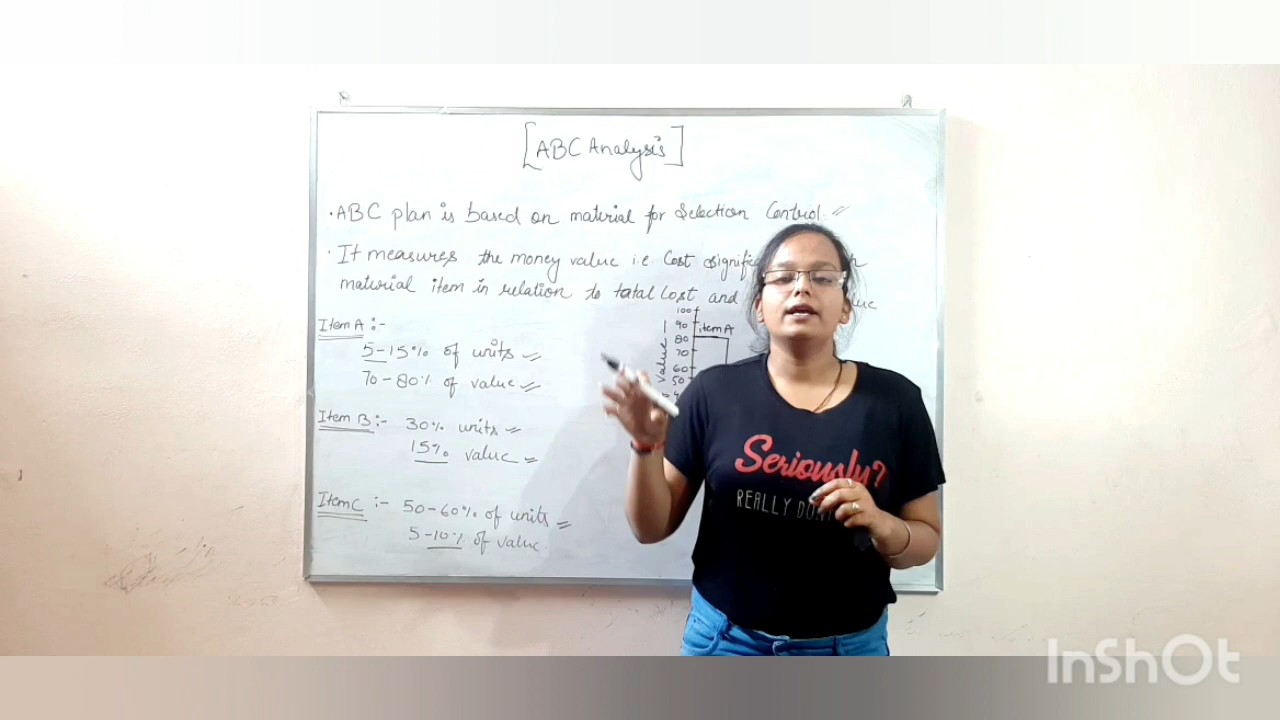 [ABC Analysis]
· ABC plan is based on material for Selection Control.
· It measures the money value i.e Cost
material item in relation to total Cost and
Item A :-
5-15% of units
70-80% of value
Item B :- 30% units
15% value
Item C :- 50-60% of units
5-10% of value.
100
90 item A
80
70
60
50
value
Seriously?
REALLY
InShOt